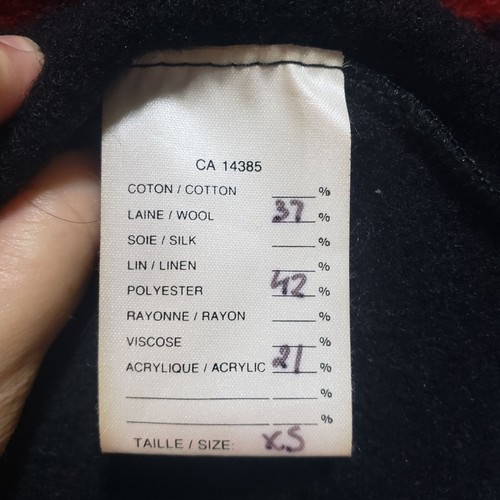 CA 14385
COTON / COTTON %
LAINE / WOOL 37 %
SOIE / SILK %
LIN / LINEN %
POLYESTER 42 %
RAYONNE / RAYON %
VISCOSE %
ACRYLIQUE / ACRYLIC 21 %
%
%
TAILLE / SIZE: XS